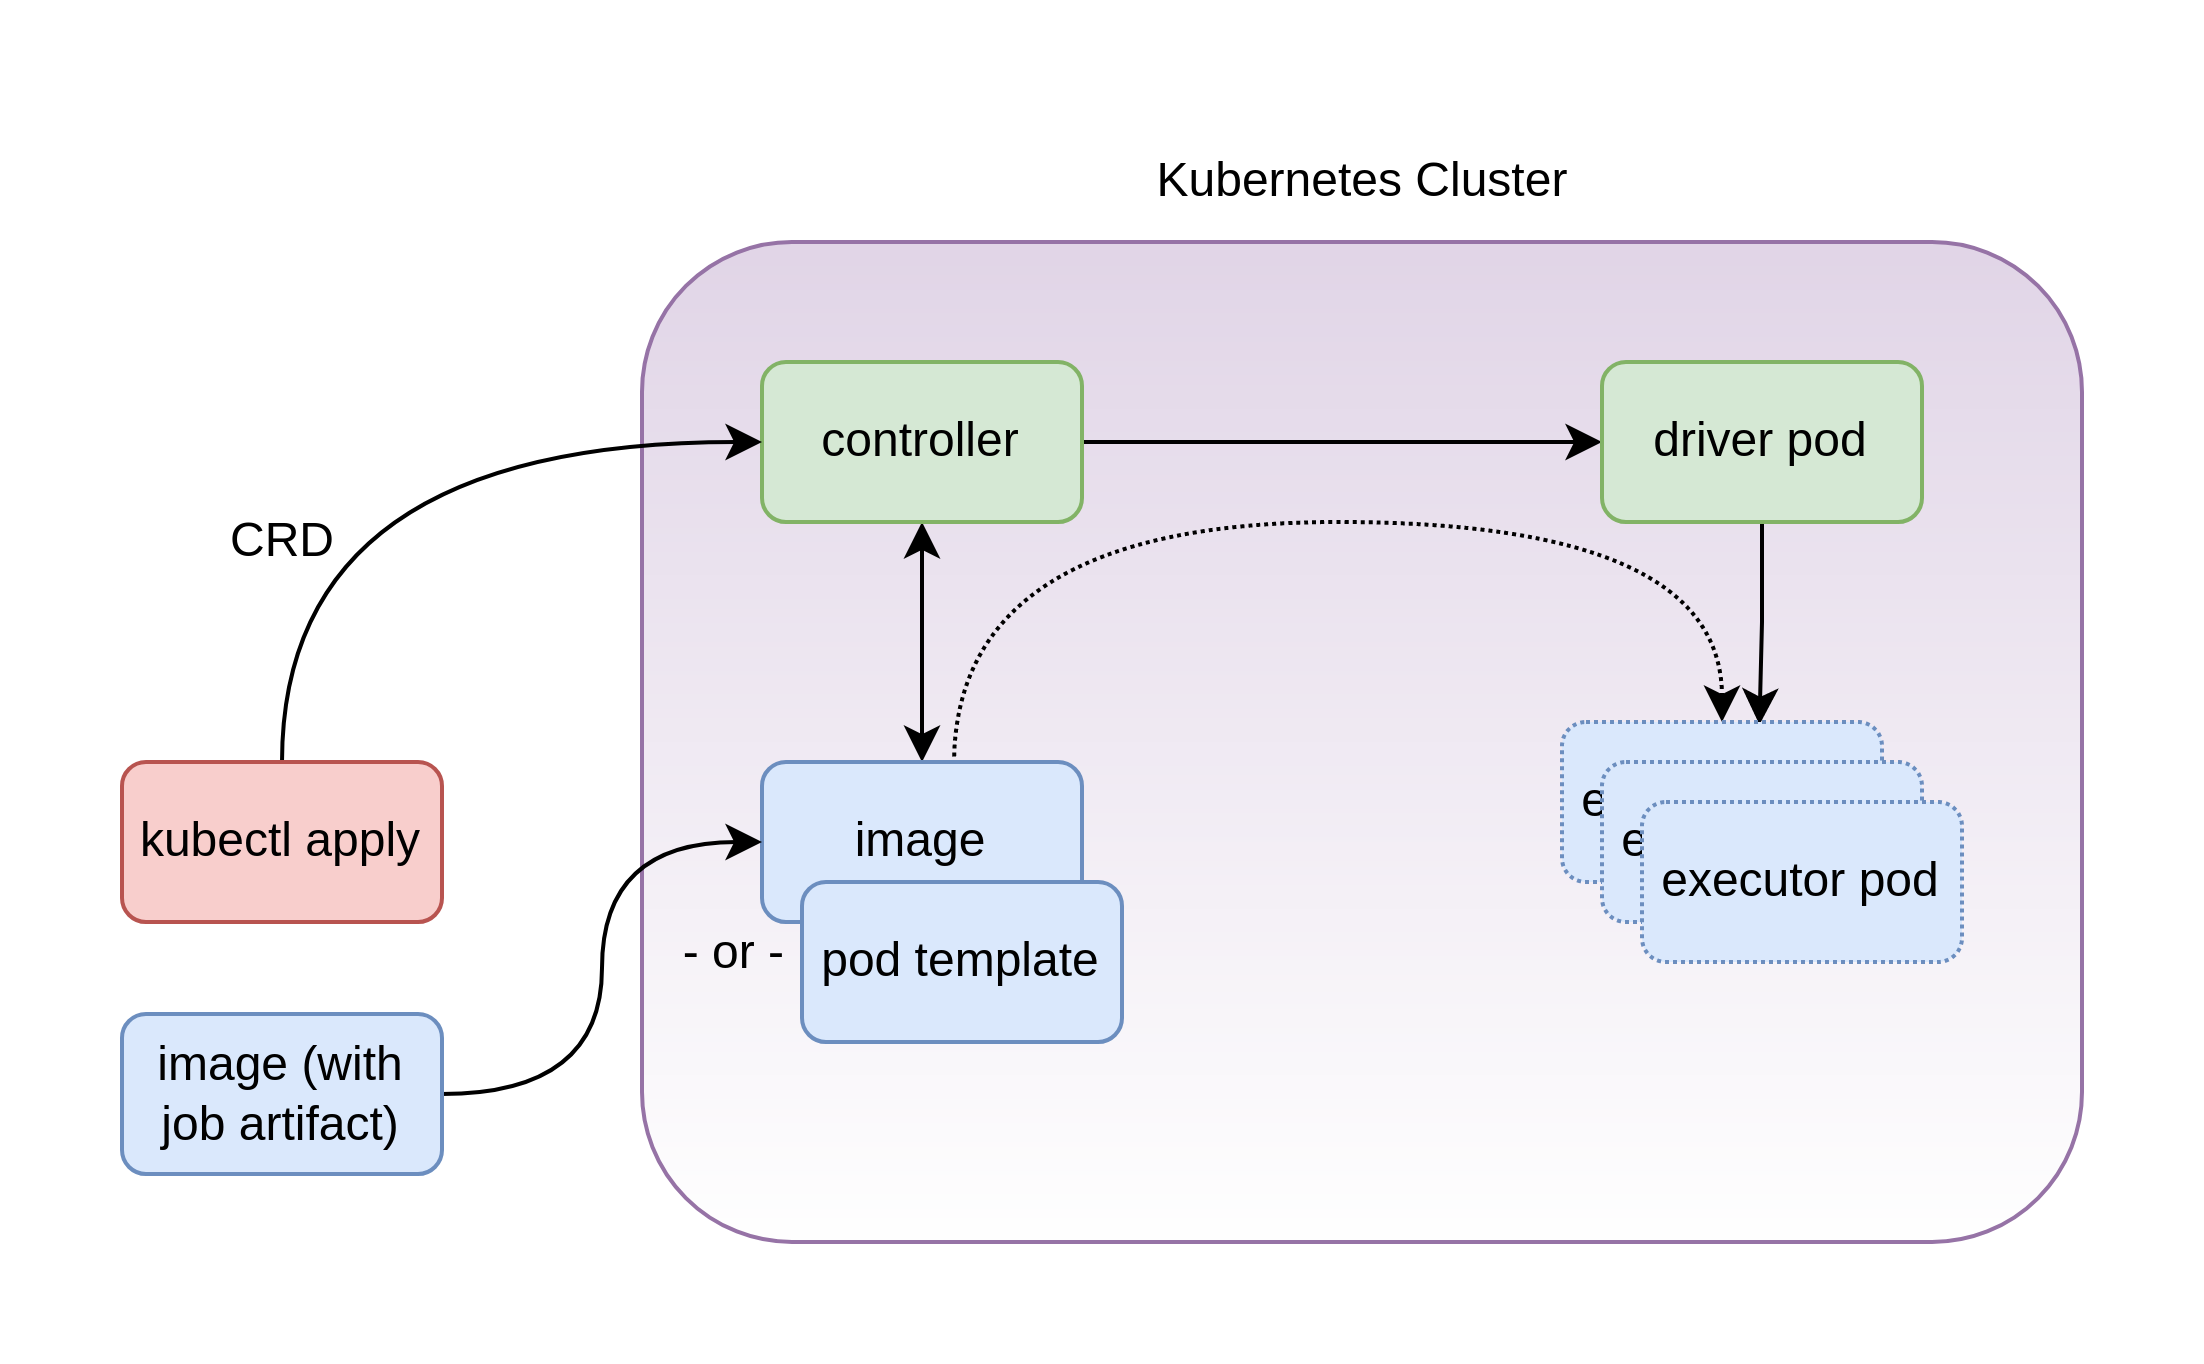 Kubernetes Cluster
controller
driver pod
CRD
kubectl apply
image
e
e
executor pod
- or -
pod template
image (with
job artifact)